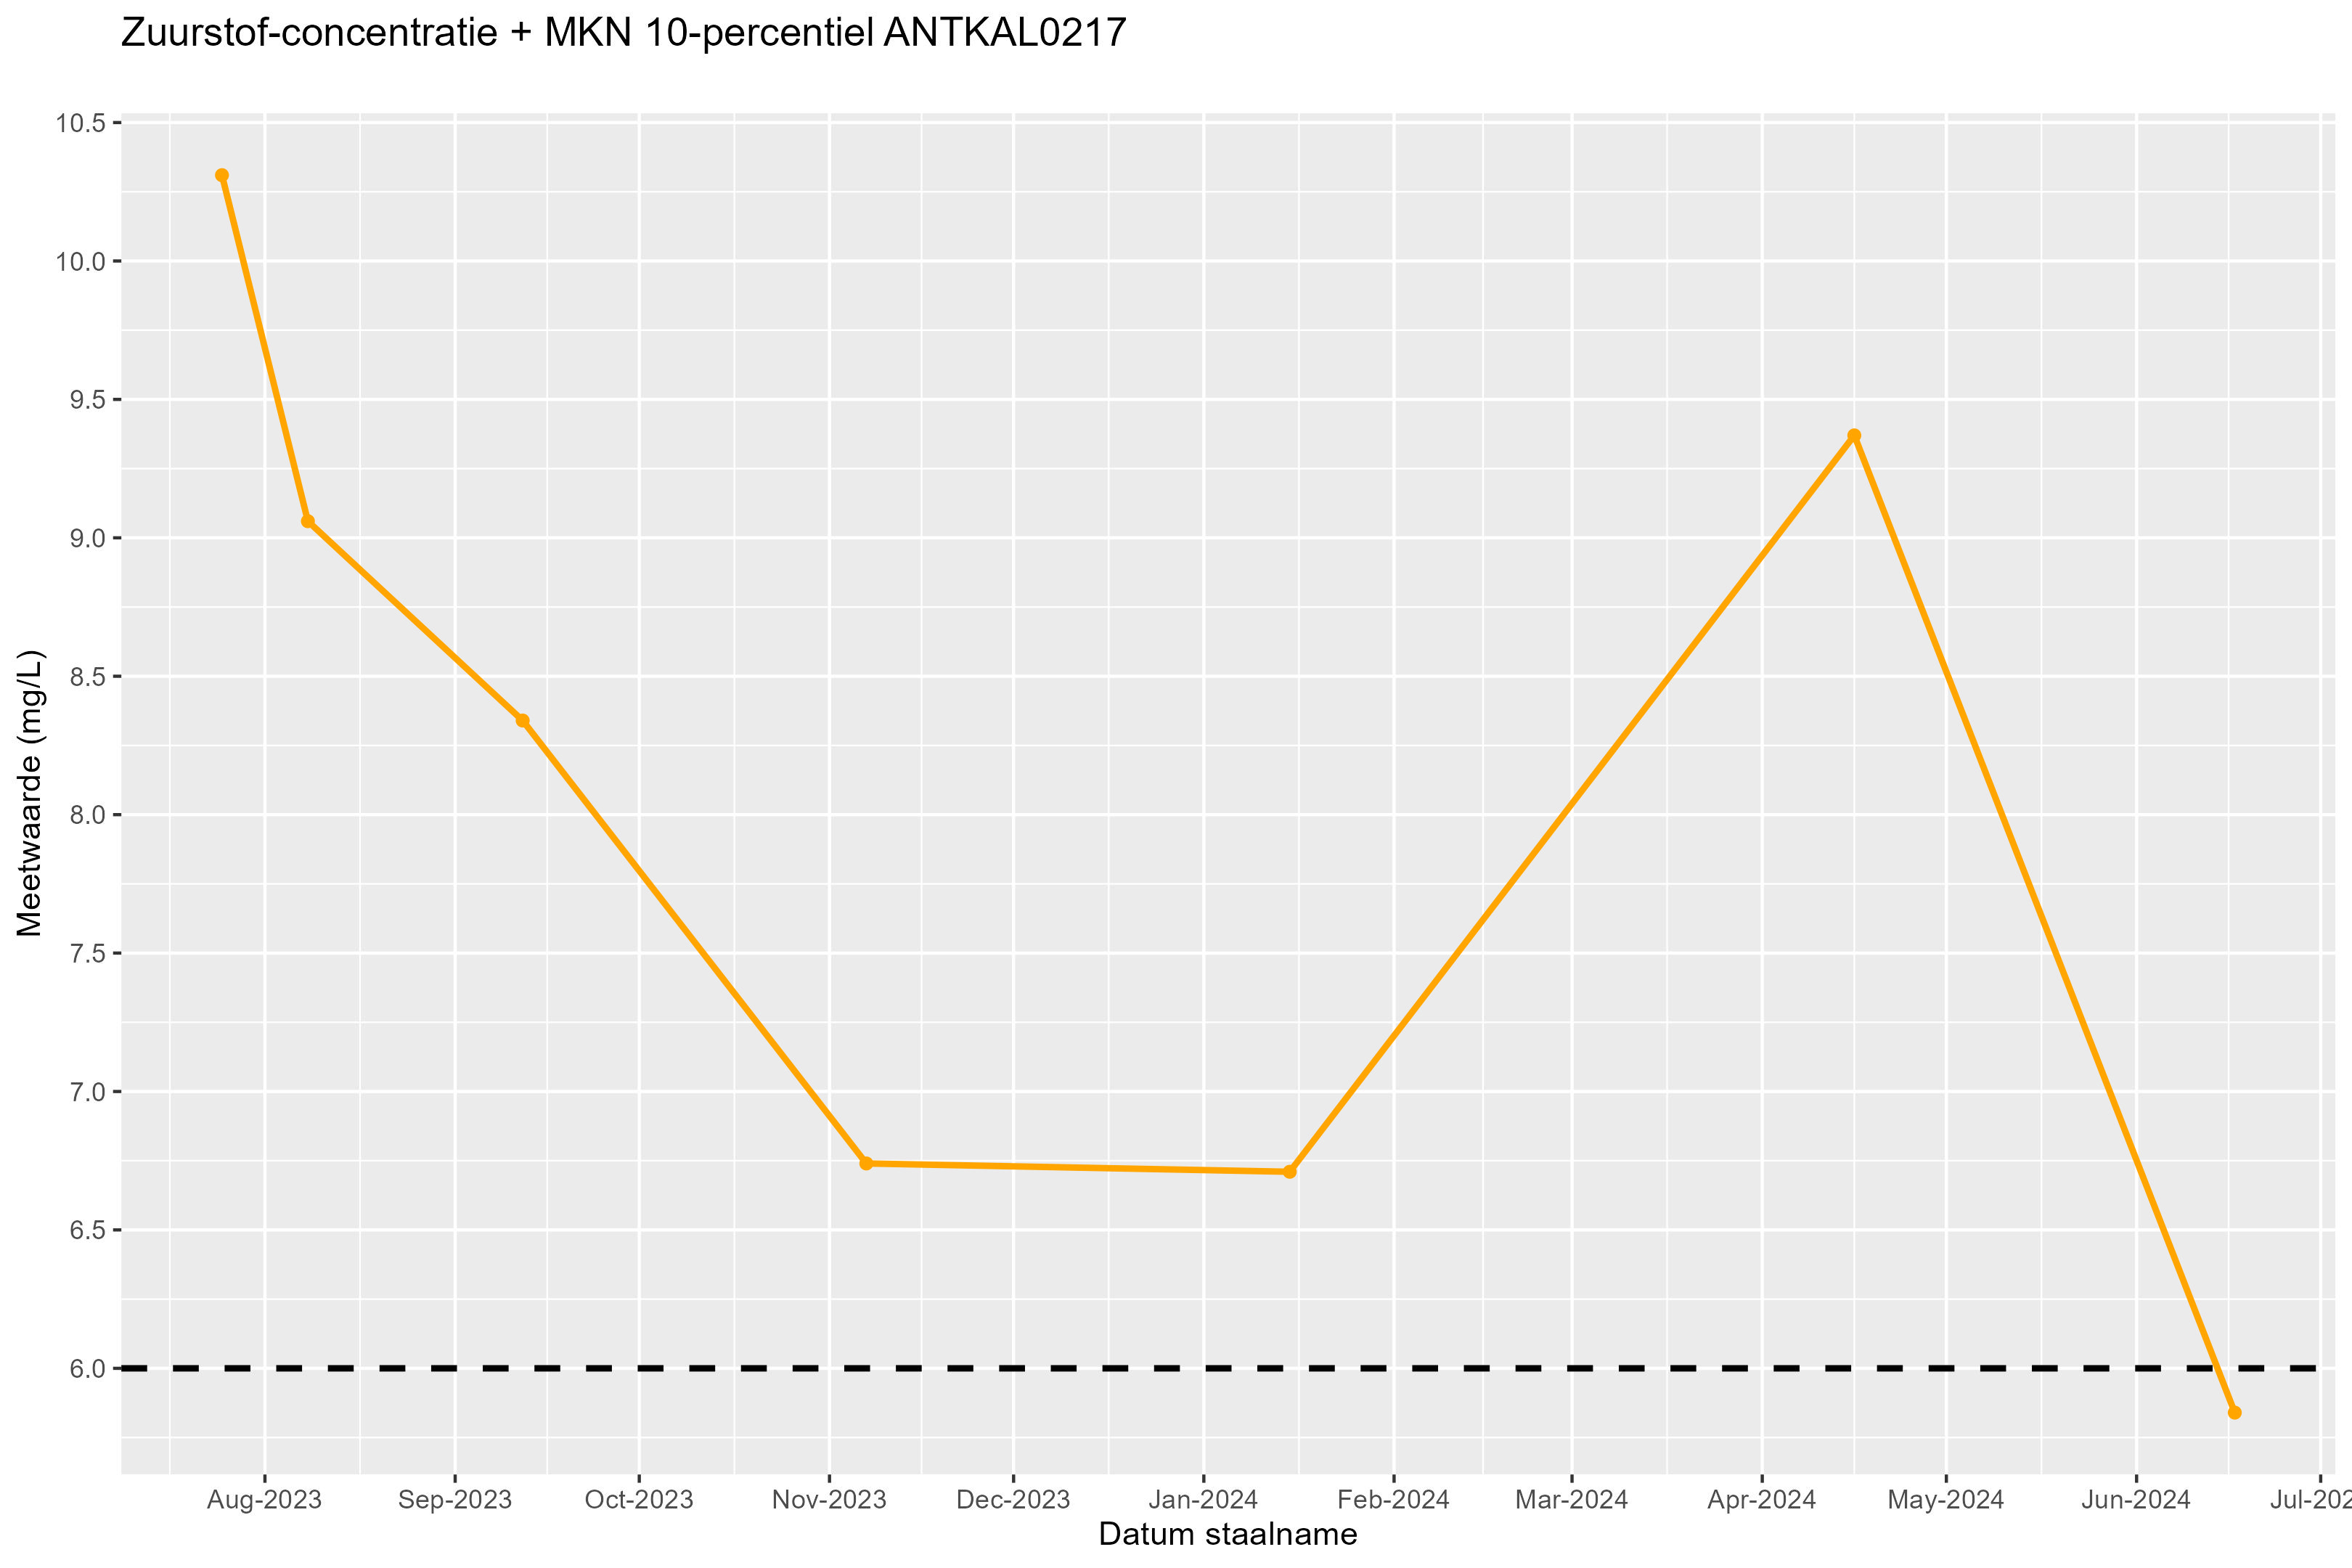 Zuurstof-concentratie + MKN 10-percentiel ANTKAL0217
10.5
10.0
9.5
9.0
8.5
8.0
7.5
7.0
6.5
6.0
Meetwaarde (mg/L)
Aug-2023 Sep-2023 Oct-2023 Nov-2023 Dec-2023 Jan-2024 Feb-2024 Mar-2024 Apr-2024 May-2024 Jun-2024 Jul-202
Datum staalname